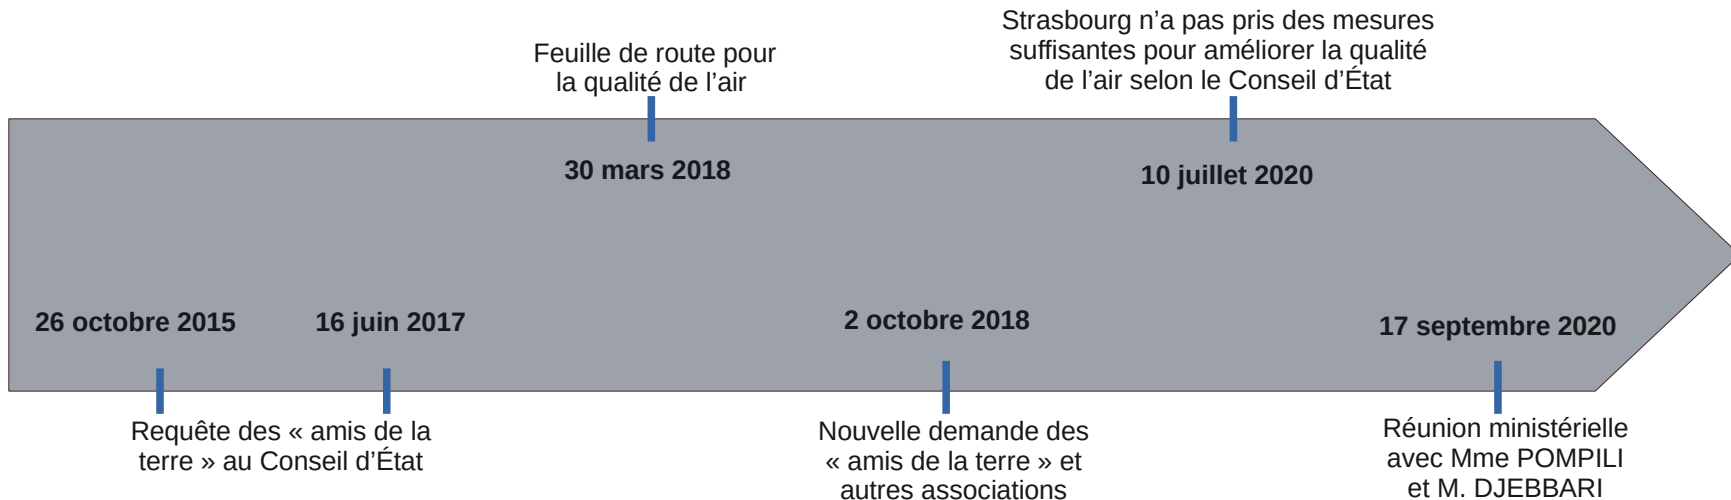 Feuille de route pour
la qualité de l’air
Strasbourg n’a pas pris des mesures
suffisantes pour améliorer la qualité
de l’air selon le Conseil d’État
30 mars 2018
10 juillet 2020
26 octobre 2015
16 juin 2017
2 octobre 2018
17 septembre 2020
Requête des « amis de la
terre » au Conseil d’État
Nouvelle demande des
« amis de la terre » et
autres associations
Réunion ministérielle
avec Mme POMPILI
et M. DJEBBARI